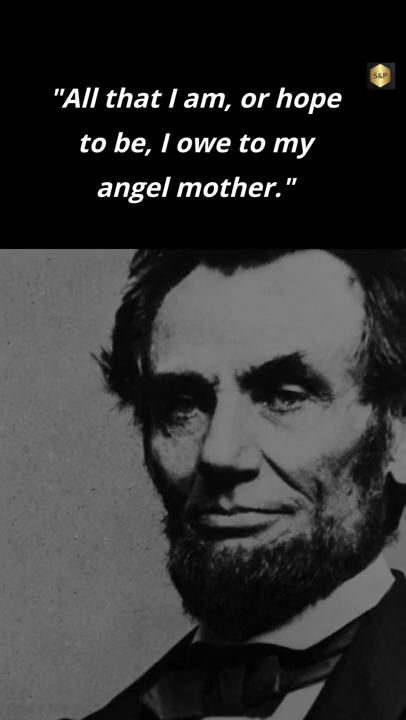 S&P
"All that I am, or hope
to be, I owe to my
angel mother."